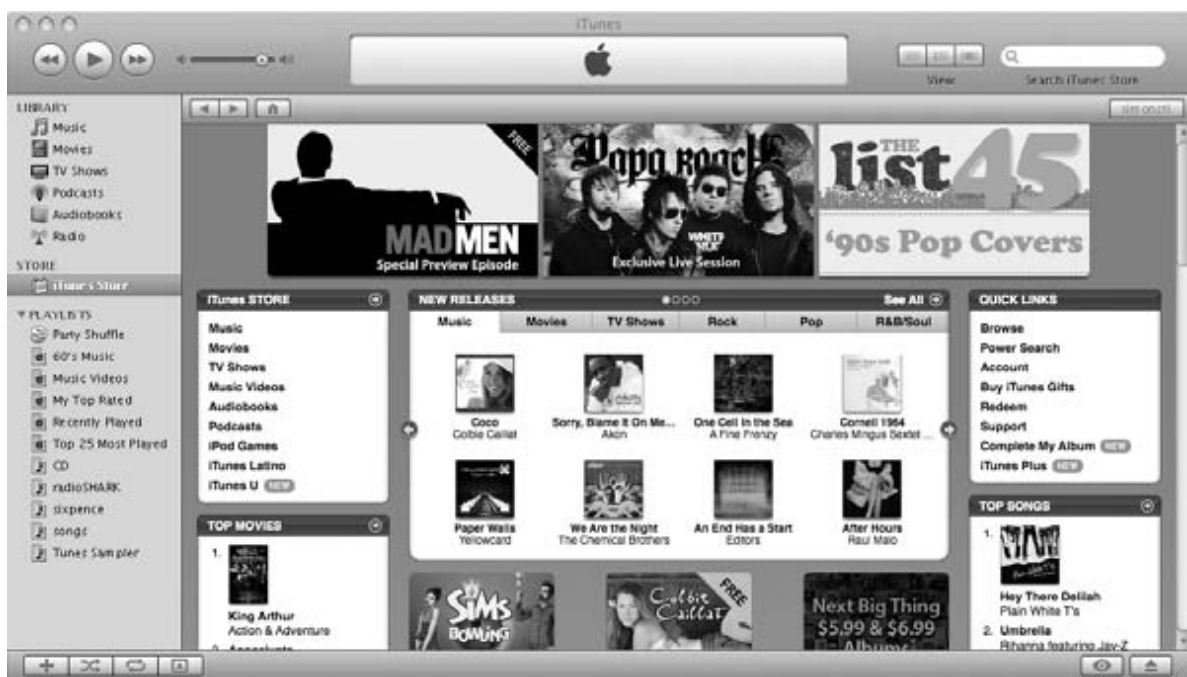 iTunes
View
Search iTunes Store
LIBRARY
Music
Movies
TV Shows
Podcasts
Audiobooks
Radio
STORE
iTunes Store
PLAYLISTS
Party Shuffle
60's Music
Music Videos
My Top Rated
Recently Played
Top 25 Most Played
CD
radioSHARK
sixpence
songs
Tunes Sampler
FREE
MAD MEN
Special Preview Episode
Papa Roach
Exclusive Live Session
THE
list 45
'90s Pop Covers
iTunes STORE
Music
Movies
TV Shows
Music Videos
Audiobooks
Podcasts
iPod Games
iTunes Latino
iTunes U NEW
TOP MOVIES
1.
King Arthur
Action & Adventure
NEW RELEASES
See All
Music Movies TV Shows Rock Pop R&B/Soul
Coco
Colbie Caillat
Sorry, Blame It On Me...
Akon
One Cell in the Sea
A Fine Frenzy
Cornell 1964
Charles Mingus Sextet ...
Paper Walls
Yellowcard
We Are the Night
The Chemical Brothers
An End Has a Start
Editors
After Hours
Raul Malo
SiMS
BOWLING
Colbie
Caillat
FREE
Next Big Thing
$5.99 & $6.99
Albums
QUICK LINKS
Browse
Power Search
Account
Buy iTunes Gifts
Redeem
Support
Complete My Album NEW
iTunes Plus NEW
TOP SONGS
1.
Hey There Delilah
Plain White T's
2. Umbrella
Rihanna featuring Jay-Z